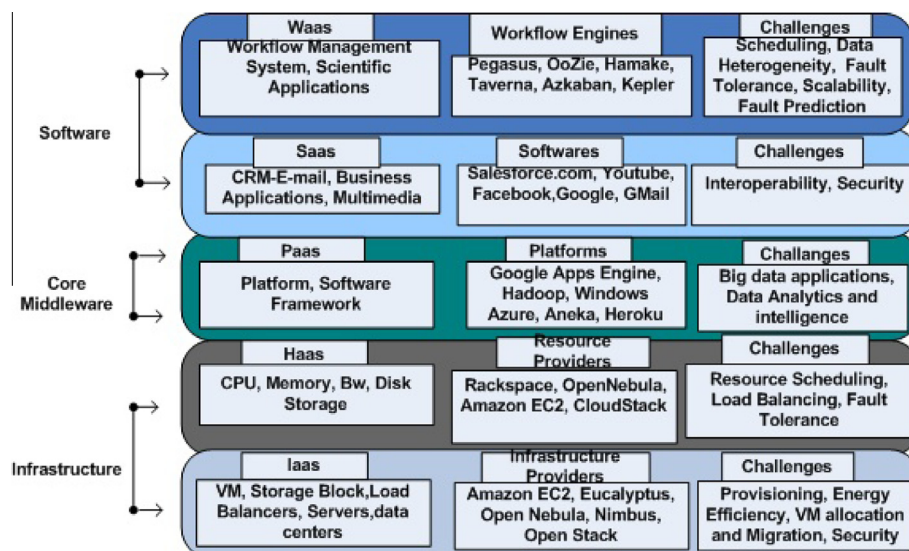 Waas
Workflow Management
System, Scientific
Applications
Workflow Engines
Pegasus, OoZie, Hamake,
Taverna, Azkaban, Kepler
Challenges
Scheduling, Data
Heterogeneity, Fault
Tolerance, Scalability,
Fault Prediction
Software
Saas
CRM-E-mail, Business
Applications, Multimedia
Softwares
Salesforce.com, Youtube,
Facebook,Google, GMail
Challenges
Interoperability, Security
Core
Middleware
Paas
Platform, Software
Framework
Platforms
Google Apps Engine,
Hadoop, Windows
Azure, Aneka, Heroku
Challanges
Big data applications,
Data Analytics and
intelligence
Haas
CPU, Memory, Bw, Disk
Storage
Resource
Providers
Rackspace, OpenNebula,
Amazon EC2, CloudStack
Challenges
Resource Scheduling,
Load Balancing, Fault
Tolerance
Infrastructure
Iaas
VM, Storage Block,Load
Balancers, Servers,data
centers
Infrastructure
Providers
Amazon EC2, Eucalyptus,
Open Nebula, Nimbus,
Open Stack
Challenges
Provisioning, Energy
Efficiency, VM allocation
and Migration, Security